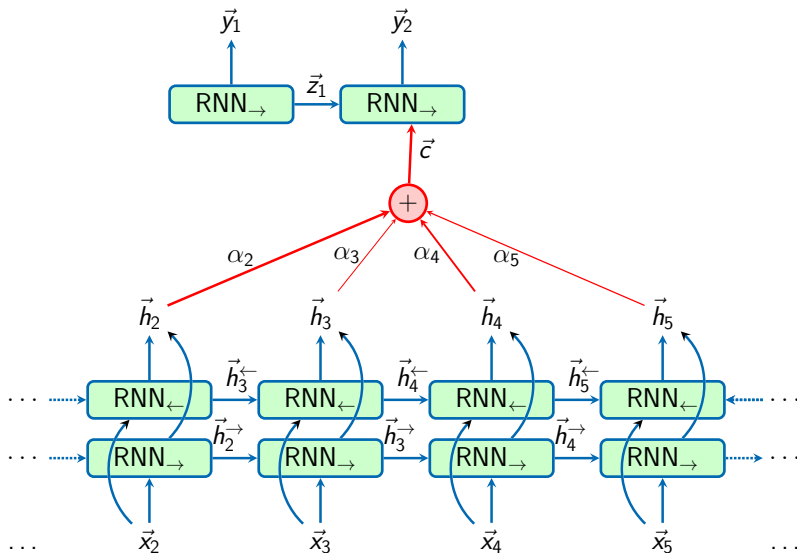 y⃗₁ y⃗₂
RNN→ z⃗₁ RNN→
c⃗
+
α₂ α₃ α₄ α₅
h⃗₂ h⃗₃ h⃗₄ h⃗₅
... RNN← h⃗₃← RNN← h⃗₄← RNN← h⃗₅← RNN← ...
... RNN→ h⃗₂→ RNN→ h⃗₃→ RNN→ h⃗₄→ RNN→ ...
... x⃗₂ x⃗₃ x⃗₄ x⃗₅ ...